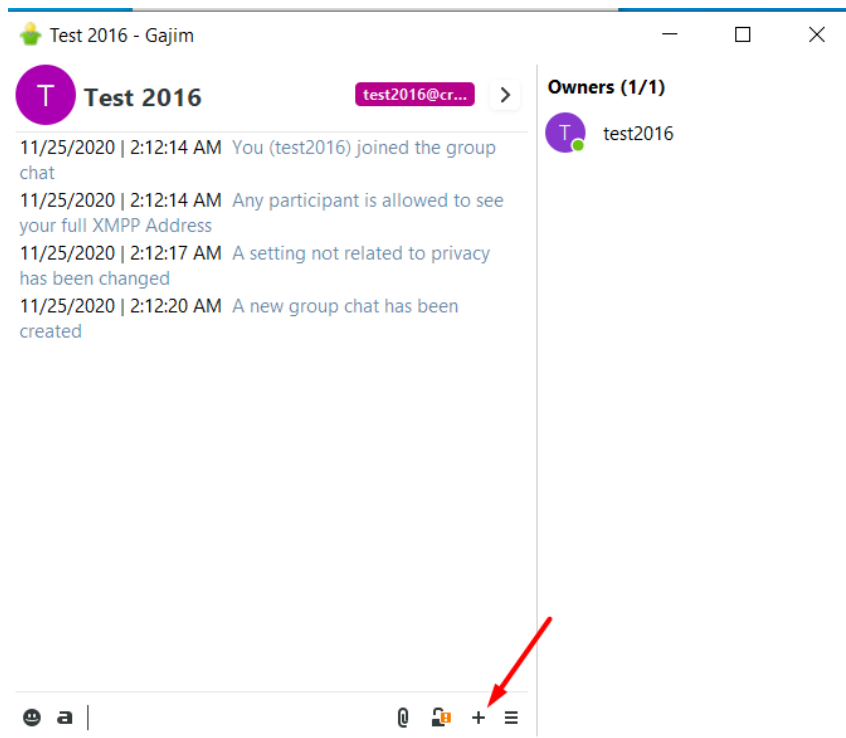 Test 2016 - Gajim
T
Test 2016
test2016@cr...
11/25/2020 | 2:12:14 AM You (test2016) joined the group
chat
11/25/2020 | 2:12:14 AM Any participant is allowed to see
your full XMPP Address
11/25/2020 | 2:12:17 AM A setting not related to privacy
has been changed
11/25/2020 | 2:12:20 AM A new group chat has been
created
Owners (1/1)
T
test2016
a